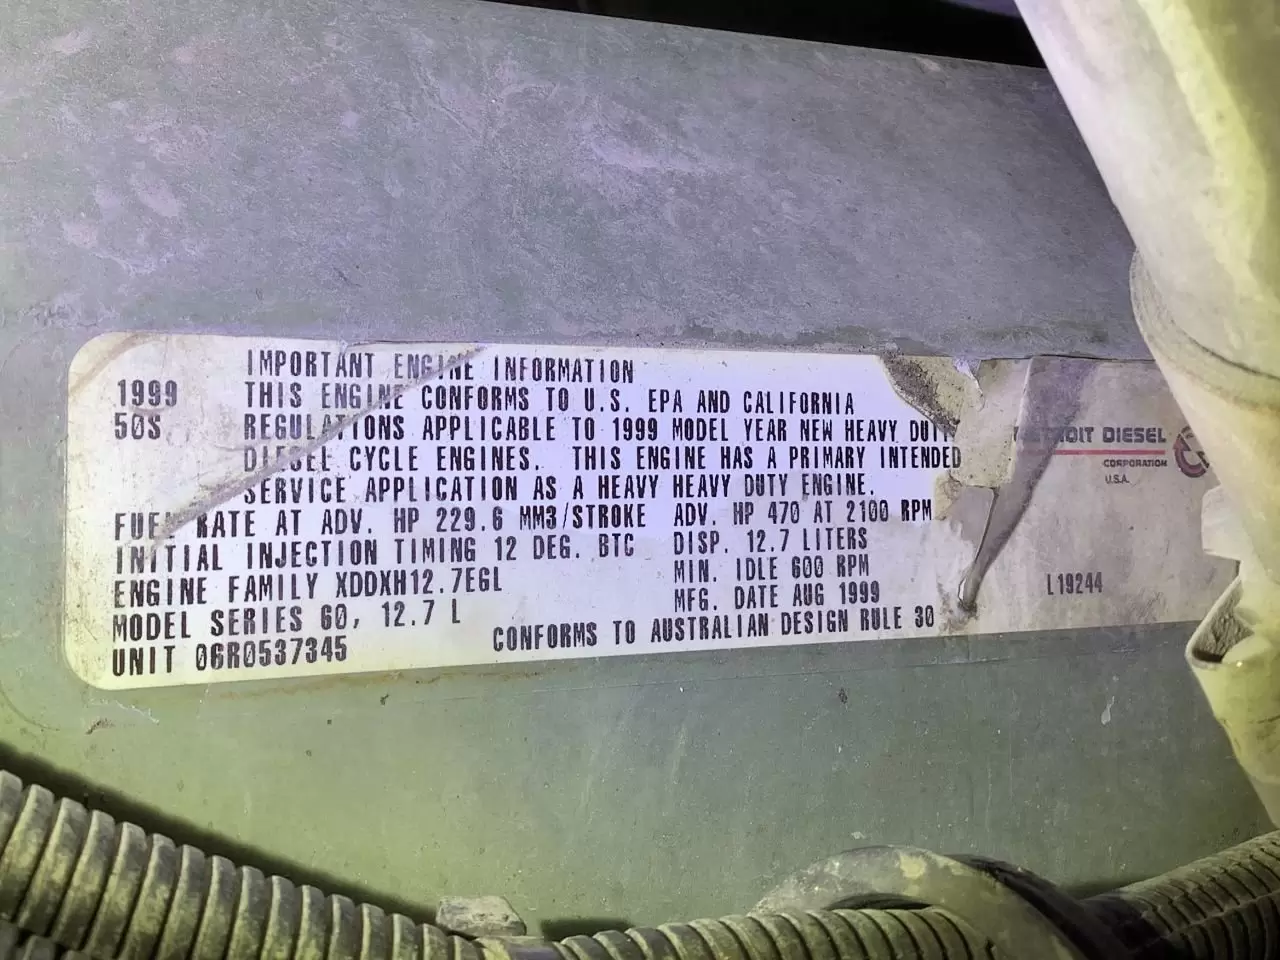 IMPORTANT ENGINE INFORMATION
1999 THIS ENGINE CONFORMS TO U.S. EPA AND CALIFORNIA
50S REGULATIONS APPLICABLE TO 1999 MODEL YEAR NEW HEAVY DUTY
DIESEL CYCLE ENGINES. THIS ENGINE HAS A PRIMARY INTENDED
SERVICE APPLICATION AS A HEAVY HEAVY DUTY ENGINE.
FUEL RATE AT ADV. HP 229.6 MM3/STROKE ADV. HP 470 AT 2100 RPM
INITIAL INJECTION TIMING 12 DEG. BTC DISP. 12.7 LITERS
ENGINE FAMILY XDDXH12.7EGL MIN. IDLE 600 RPM
MODEL SERIES 60, 12.7 L MFG. DATE AUG 1999
UNIT 06R0537345 CONFORMS TO AUSTRALIAN DESIGN RULE 30
DETROIT DIESEL
CORPORATION
U.S.A.
L19244